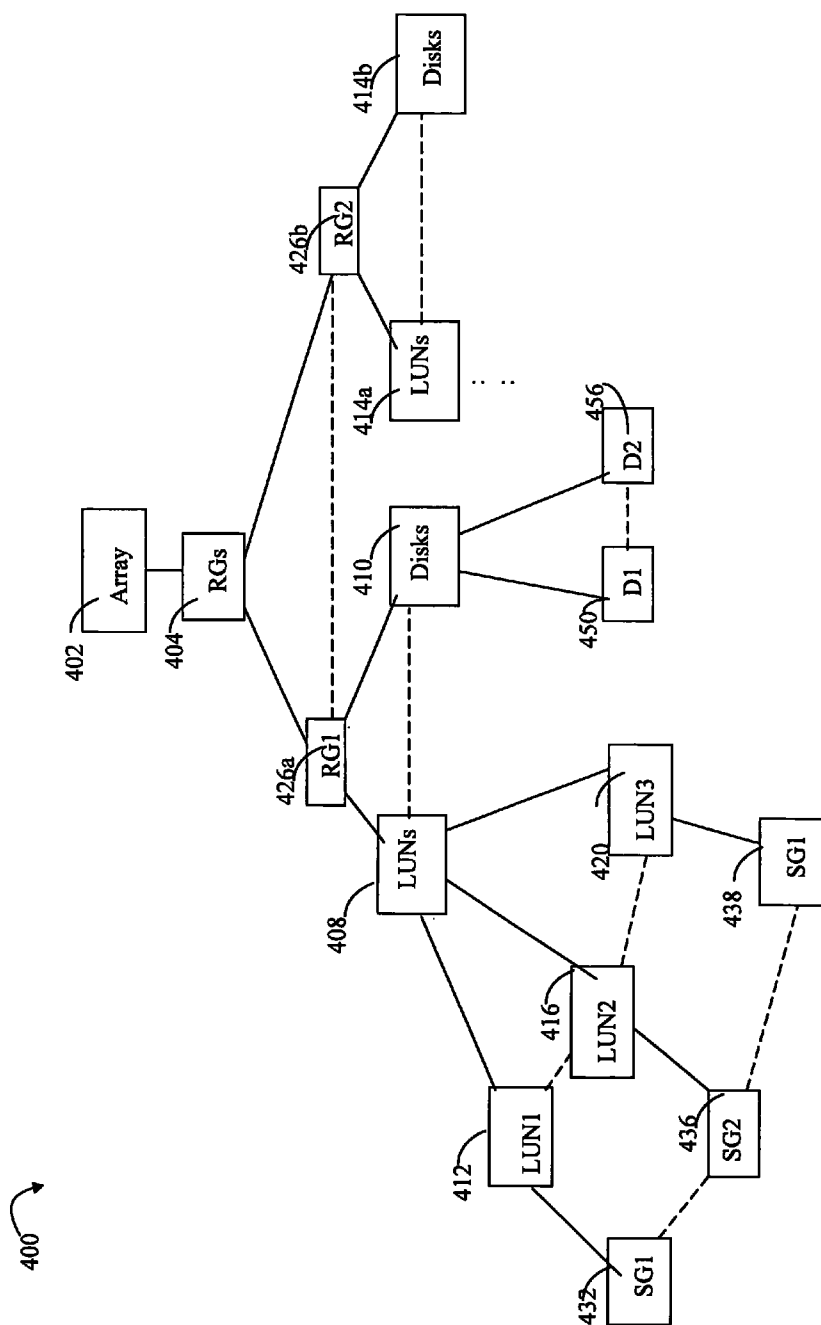 400
402
Array
404
RGs
426a
RG1
426b
RG2
408
LUNs
410
Disks
414a
LUNs
414b
Disks
412
LUN1
416
LUN2
420
LUN3
450
D1
456
D2
432
SG1
436
SG2
438
SG1